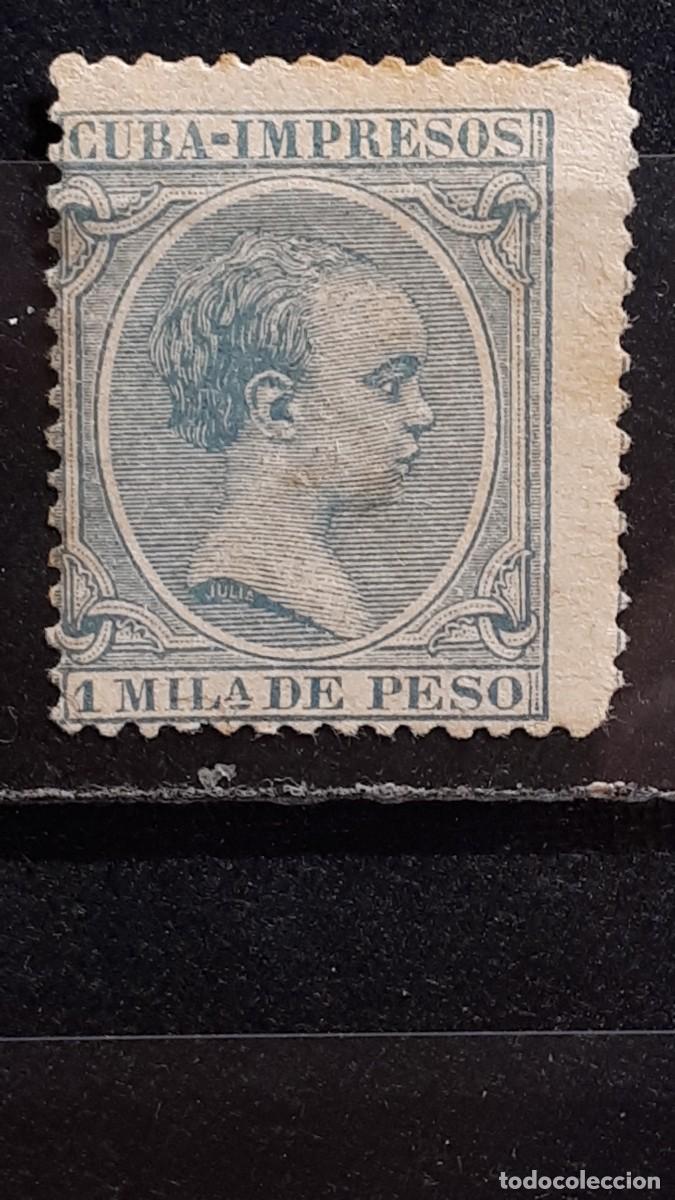 CUBA-IMPRESOS
JULIA
1 MILA DE PESO
todocoleccion